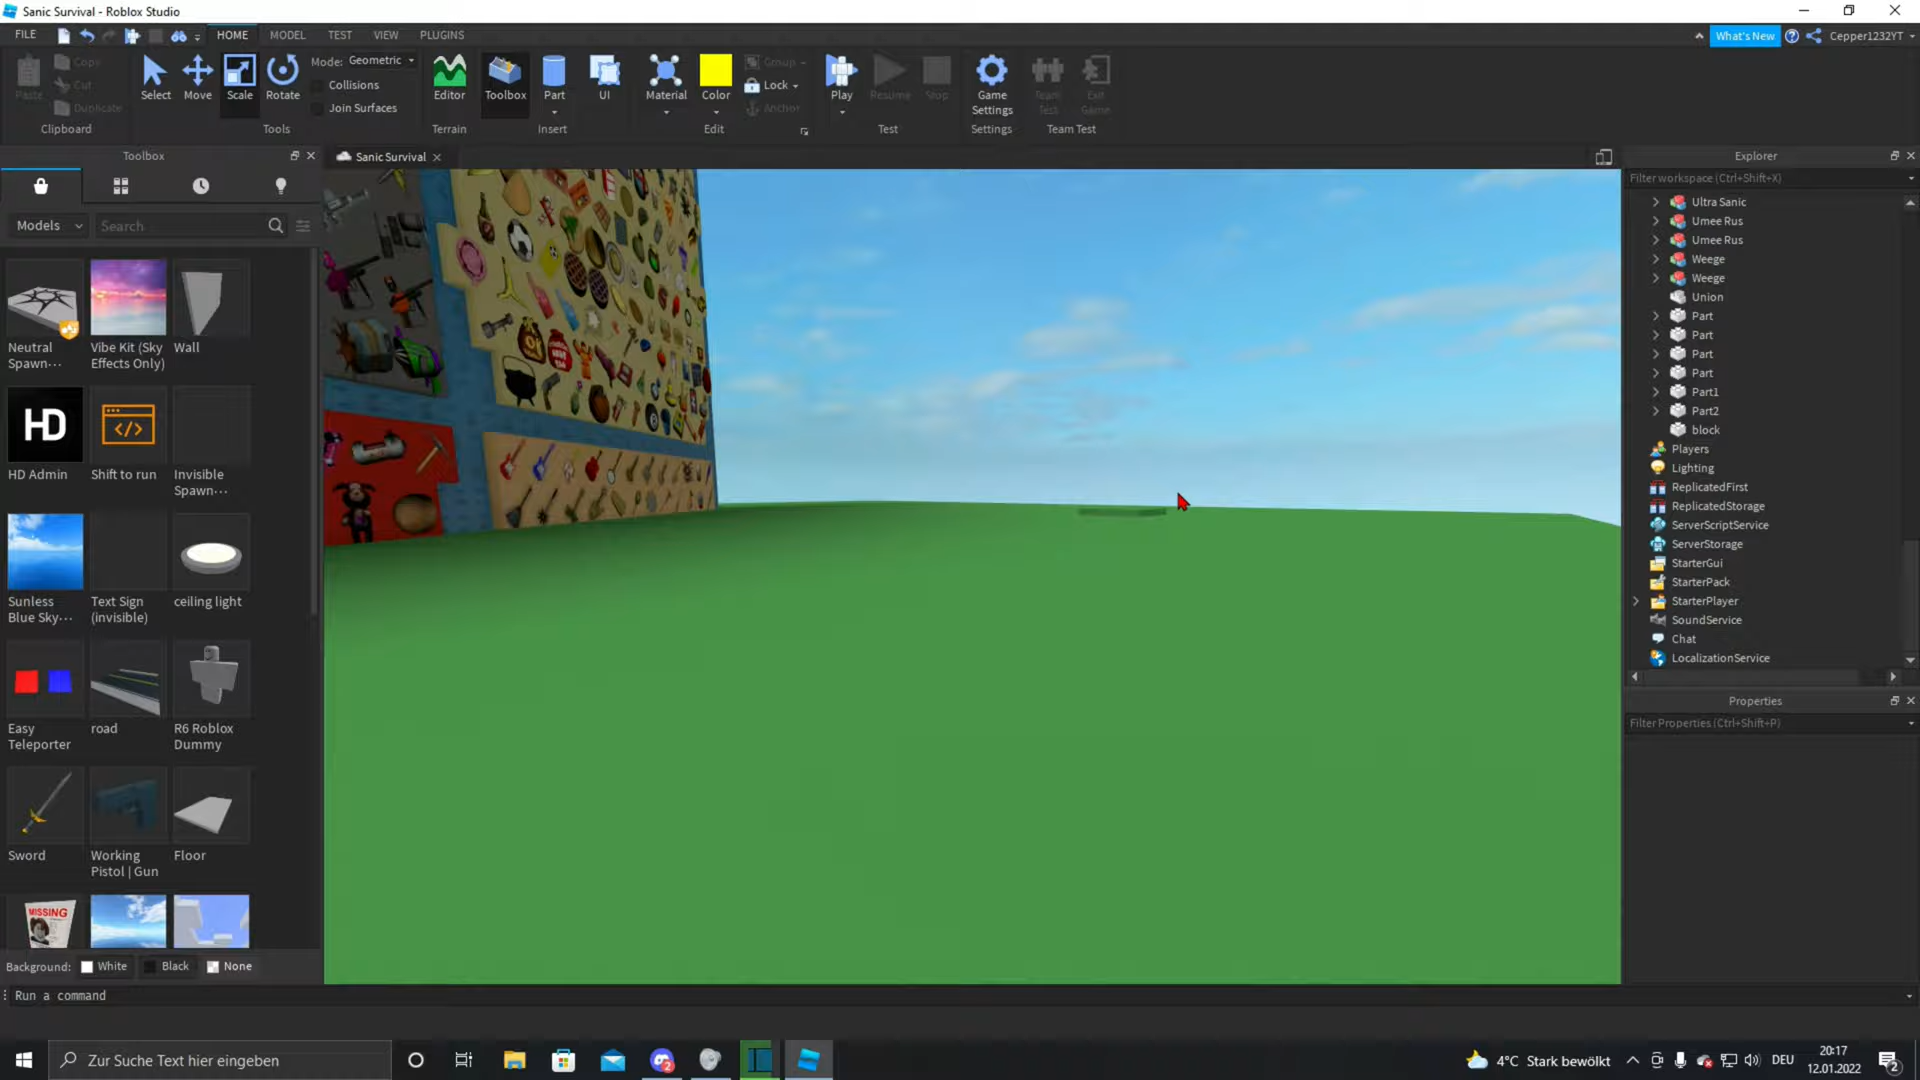 Sanic Survival - Roblox Studio
FILE HOME MODEL TEST VIEW PLUGINS What's New Cepper1232YT
Paste Copy Cut Duplicate Clipboard
Select Move Scale Rotate Mode: Geometric Collisions Join Surfaces Tools
Editor Terrain
Toolbox Part UI Insert
Material Color Group Lock Anchor Edit
Play Resume Stop Test
Game Settings Settings
Team Test Exit Game Team Test
Toolbox
Sanic Survival
Explorer
Models Search
Filter workspace (Ctrl+Shift+X)
Neutral Spawn...
Vibe Kit (Sky Effects Only)
Wall
HD
HD Admin
Shift to run
Invisible Spawn...
Sunless Blue Sky...
Text Sign (invisible)
ceiling light
Easy Teleporter
road
R6 Roblox Dummy
Sword
Working Pistol | Gun
Floor
MISSING
Background: White Black None
Run a command
Ultra Sanic
Umee Rus
Umee Rus
Weege
Weege
Union
Part
Part
Part
Part
Part1
Part2
block
Players
Lighting
ReplicatedFirst
ReplicatedStorage
ServerScriptService
ServerStorage
StarterGui
StarterPack
StarterPlayer
SoundService
Chat
LocalizationService
Properties
Filter Properties (Ctrl+Shift+P)
Zur Suche Text hier eingeben
2
4°C Stark bewölkt
DEU
20:17
12.01.2022
2